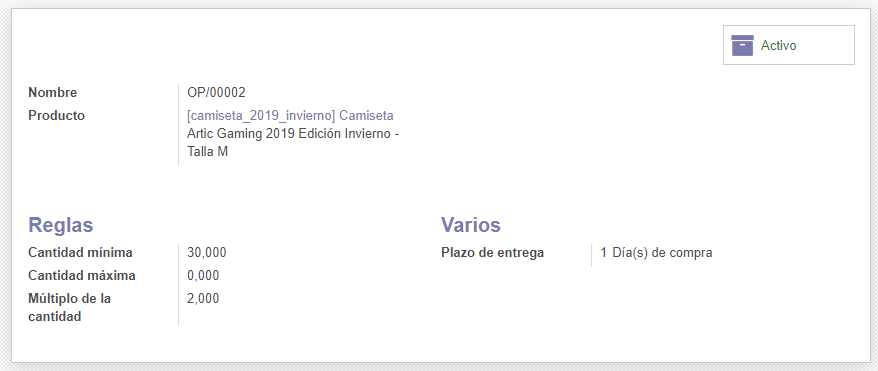 Activo
Nombre OP/00002
Producto [camiseta_2019_invierno] Camiseta
Artic Gaming 2019 Edición Invierno -
Talla M
Reglas Varios
Cantidad mínima 30,000 Plazo de entrega 1 Día(s) de compra
Cantidad máxima 0,000
Múltiplo de la 2,000
cantidad